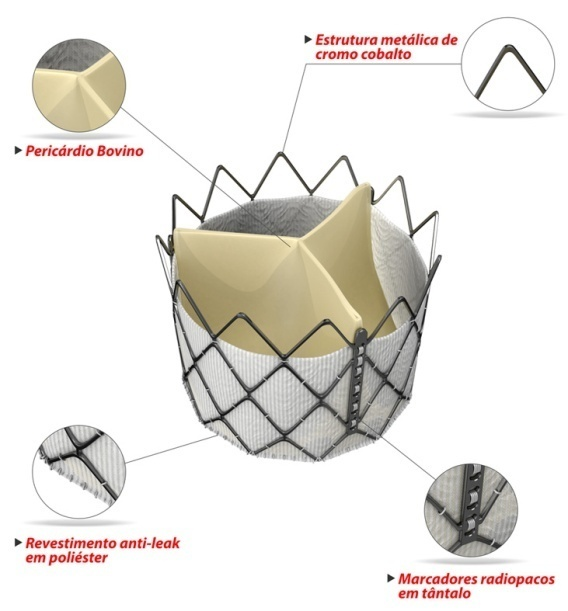 Estrutura metálica de
cromo cobalto
Pericárdio Bovino
Revestimento anti-leak
em poliéster
Marcadores radiopacos
em tântalo